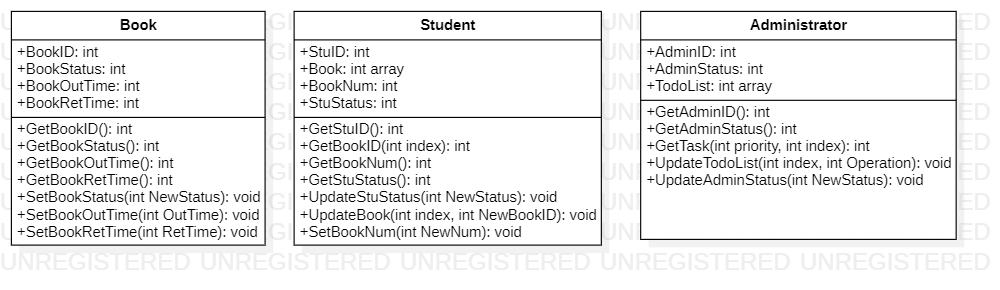 Book
+BookID: int
+BookStatus: int
+BookOutTime: int
+BookRetTime: int
+GetBookID(): int
+GetBookStatus(): int
+GetBookOutTime(): int
+GetBookRetTime(): int
+SetBookStatus(int NewStatus): void
+SetBookOutTime(int OutTime): void
+SetBookRetTime(int RetTime): void
Student
+StuID: int
+Book: int array
+BookNum: int
+StuStatus: int
+GetStuID(): int
+GetBookID(int index): int
+GetBookNum(): int
+GetStuStatus(): int
+UpdateStuStatus(int NewStatus): void
+UpdateBook(int index, int NewBookID): void
+SetBookNum(int NewNum): void
Administrator
+AdminID: int
+AdminStatus: int
+TodoList: int array
+GetAdminID(): int
+GetAdminStatus(): int
+GetTask(int priority, int index): int
+UpdateTodoList(int index, int Operation): void
+UpdateAdminStatus(int NewStatus): void
UNREGISTERED UNREGISTERED UNREGISTERED UNREGISTERED UNREGISTERED